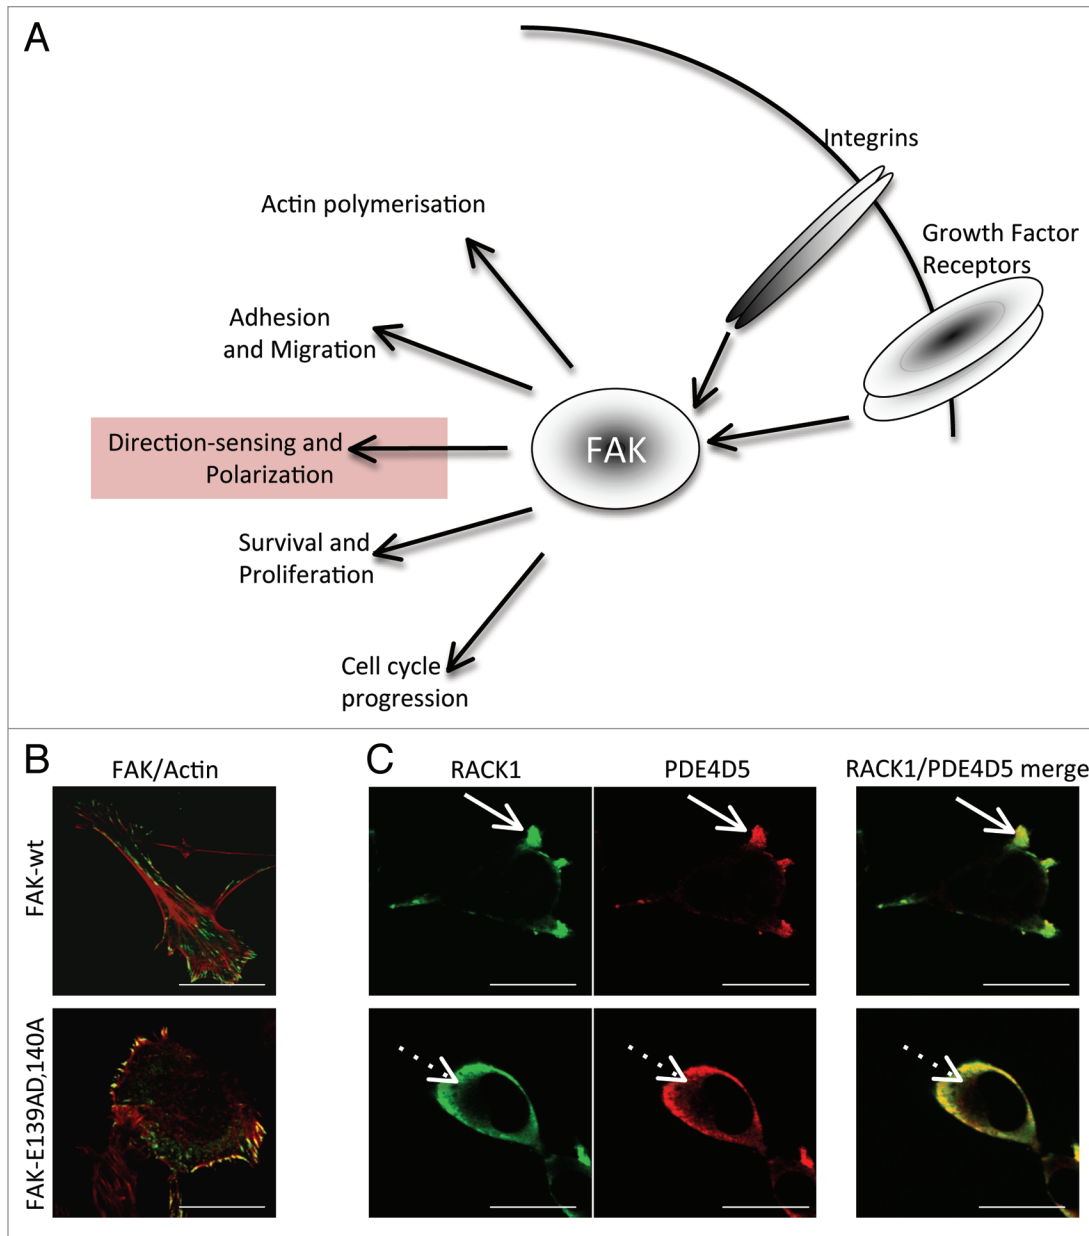 A
Integrins
Actin polymerisation
Growth Factor
Receptors
Adhesion
and Migration
Direction-sensing and
Polarization
FAK
Survival and
Proliferation
Cell cycle
progression
B
FAK/Actin
C
RACK1
PDE4D5
RACK1/PDE4D5 merge
FAK-wt
FAK-E139AD,140A